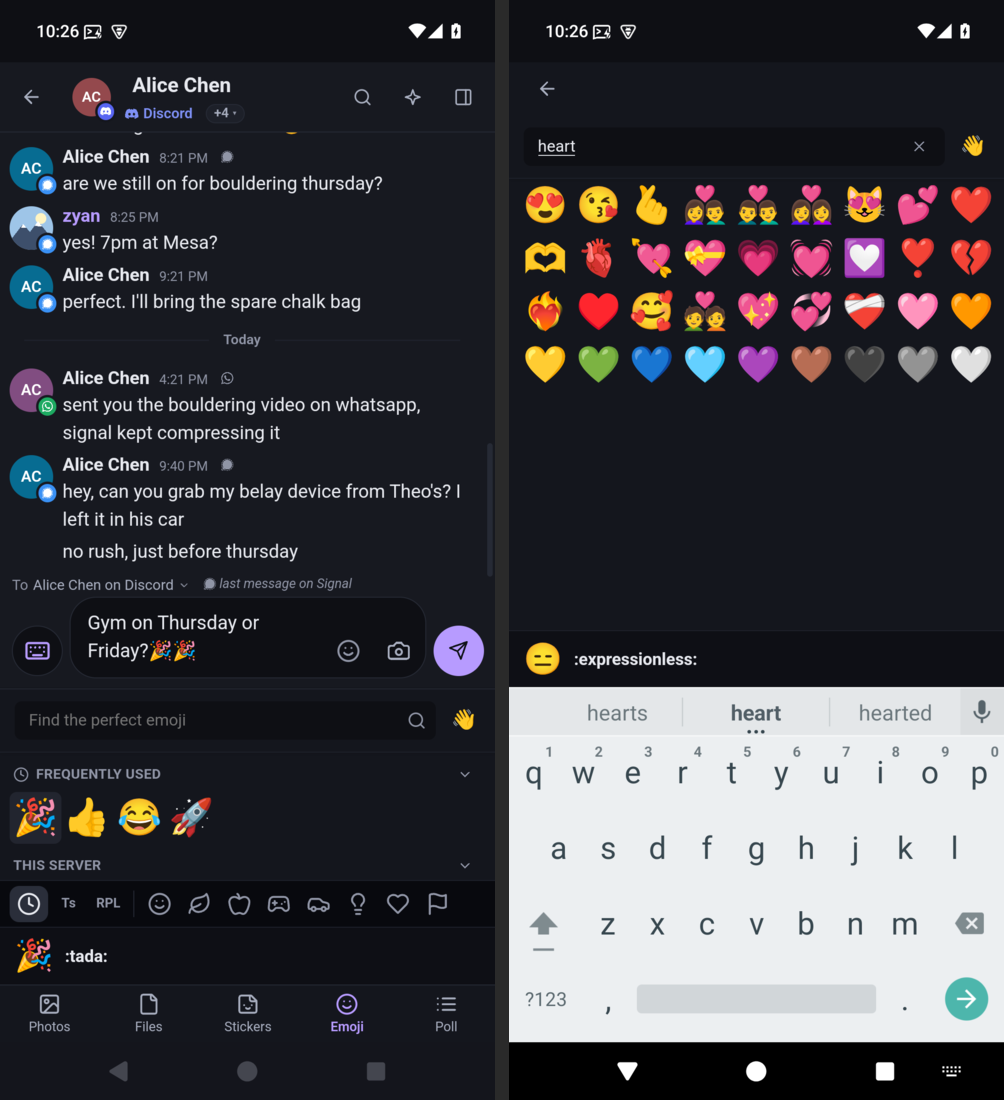 10:26
AC
Alice Chen
Discord
+4
AC
Alice Chen 8:21 PM
are we still on for bouldering thursday?
zyan 8:25 PM
yes! 7pm at Mesa?
AC
Alice Chen 9:21 PM
perfect. I'll bring the spare chalk bag
Today
AC
Alice Chen 4:21 PM
sent you the bouldering video on whatsapp,
signal kept compressing it
AC
Alice Chen 9:40 PM
hey, can you grab my belay device from Theo's? I
left it in his car
no rush, just before thursday
To Alice Chen on Discord last message on Signal
Gym on Thursday or
Friday?🎉🎉
Find the perfect emoji
FREQUENTLY USED
THIS SERVER
Ts RPL
:tada:
Photos Files Stickers Emoji Poll
10:26
heart
:expressionless:
hearts heart hearted
1 2 3 4 5 6 7 8 9 0
q w e r t y u i o p
a s d f g h j k l
z x c v b n m
?123 , .